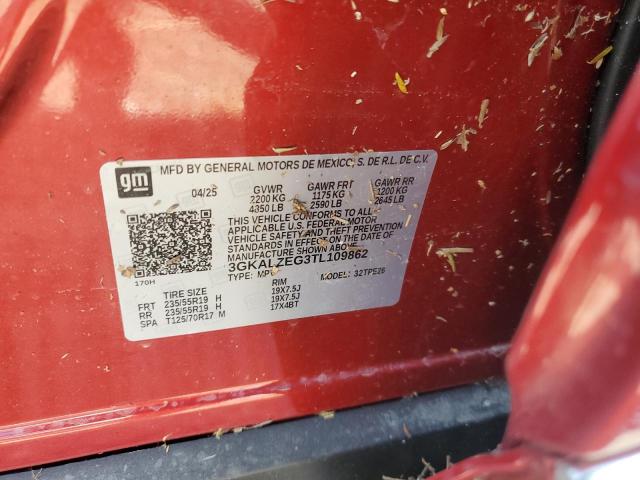 gm
MFD BY GENERAL MOTORS DE MEXICO, S. DE R.L. DE C.V.
04/25 GVWR GAWR FRT GAWR RR
2200 KG 1175 KG 1200 KG
4850 LB 2590 LB 2645 LB
THIS VEHICLE CONFORMS TO ALL
APPLICABLE U.S. FEDERAL MOTOR
VEHICLE SAFETY AND THEFT PREVENTION
STANDARDS IN EFFECT ON THE DATE OF
MANUFACTURE SHOWN ABOVE.
3GKALZEG3TL109862
170H TYPE: MPV MODEL: 32TPE26
TIRE SIZE RIM
FRT 235/55R19 H 19X7.5J
RR 235/55R19 H 19X7.5J
SPA T125/70R17 M 17X4BT